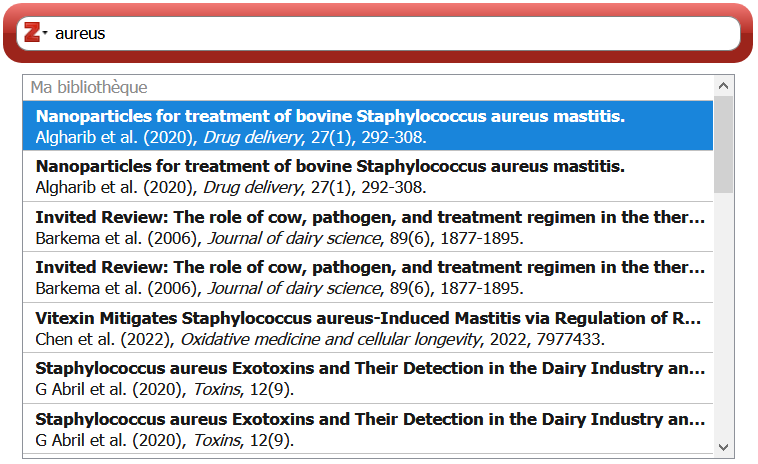 Z aureus
Ma bibliothèque
Nanoparticles for treatment of bovine Staphylococcus aureus mastitis.
Algharib et al. (2020), Drug delivery, 27(1), 292-308.
Nanoparticles for treatment of bovine Staphylococcus aureus mastitis.
Algharib et al. (2020), Drug delivery, 27(1), 292-308.
Invited Review: The role of cow, pathogen, and treatment regimen in the ther...
Barkema et al. (2006), Journal of dairy science, 89(6), 1877-1895.
Invited Review: The role of cow, pathogen, and treatment regimen in the ther...
Barkema et al. (2006), Journal of dairy science, 89(6), 1877-1895.
Vitexin Mitigates Staphylococcus aureus-Induced Mastitis via Regulation of R...
Chen et al. (2022), Oxidative medicine and cellular longevity, 2022, 7977433.
Staphylococcus aureus Exotoxins and Their Detection in the Dairy Industry an...
G Abril et al. (2020), Toxins, 12(9).
Staphylococcus aureus Exotoxins and Their Detection in the Dairy Industry an...
G Abril et al. (2020), Toxins, 12(9).